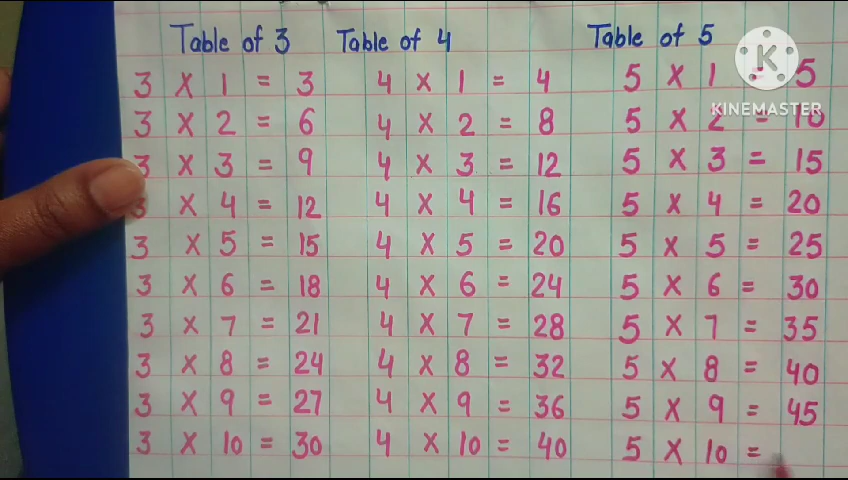 Table of 3 Table of 4 Table of 5
3 X 1 = 3 4 X 1 = 4 5 X 1 = 5
K
KINEMASTER
3 X 2 = 6 4 X 2 = 8 5 X 2 = 10
3 X 3 = 9 4 X 3 = 12 5 X 3 = 15
X 4 = 12 4 X 4 = 16 5 X 4 = 20
3 X 5 = 15 4 X 5 = 20 5 X 5 = 25
3 X 6 = 18 4 X 6 = 24 5 X 6 = 30
3 X 7 = 21 4 X 7 = 28 5 X 7 = 35
3 X 8 = 24 4 X 8 = 32 5 X 8 = 40
3 X 9 = 27 4 X 9 = 36 5 X 9 = 45
3 X 10 = 30 4 X 10 = 40 5 X 10 =